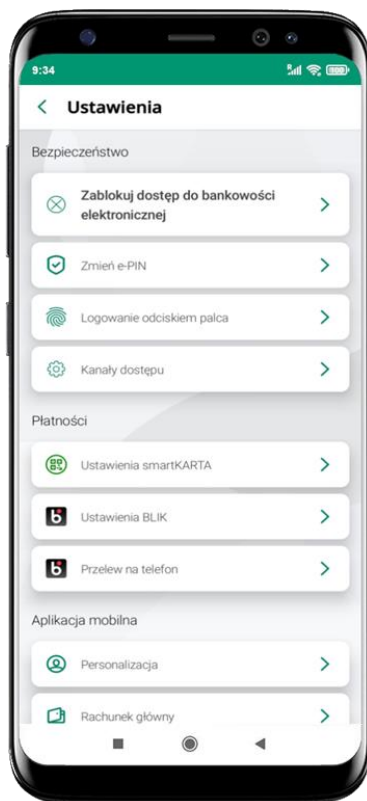 9:34
Ustawienia
Bezpieczeństwo
Zablokuj dostęp do bankowości
elektronicznej
Zmień e-PIN
Logowanie odciskiem palca
Kanały dostępu
Płatności
Ustawienia smartKARTA
Ustawienia BLIK
Przelew na telefon
Aplikacja mobilna
Personalizacja
Rachunek główny